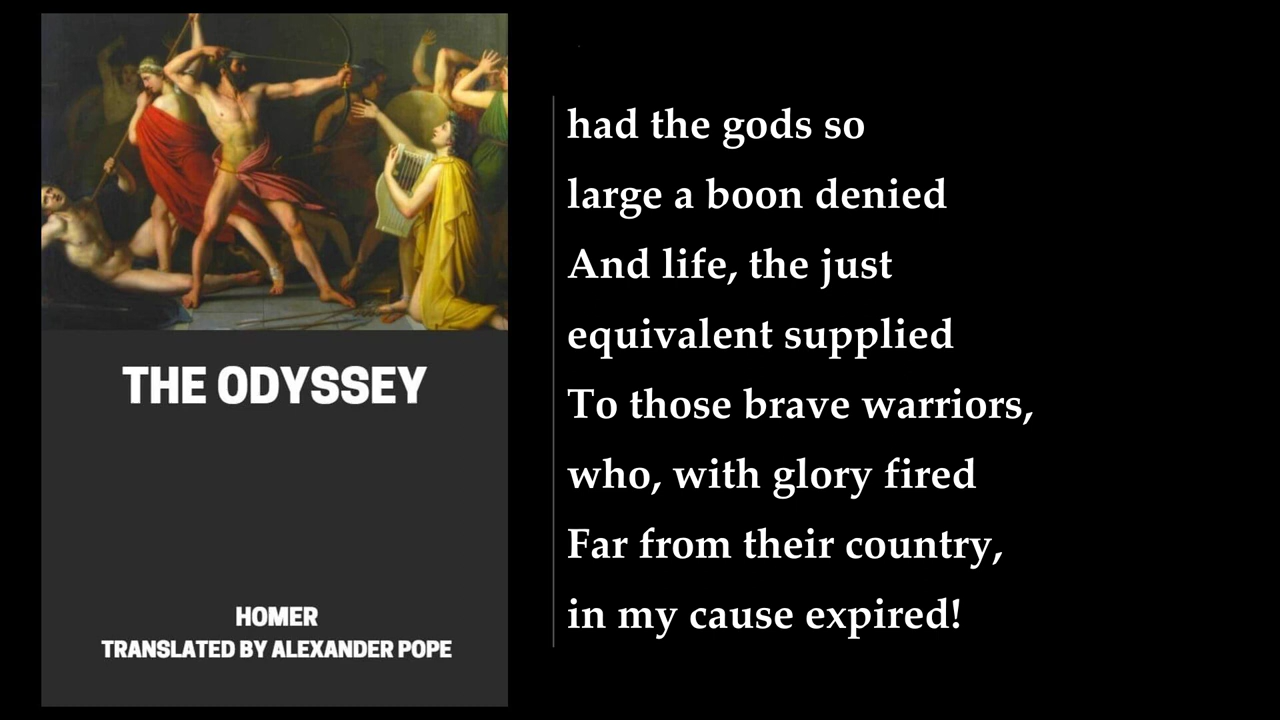 THE ODYSSEY
HOMER
TRANSLATED BY ALEXANDER POPE
had the gods so
large a boon denied
And life, the just
equivalent supplied
To those brave warriors,
who, with glory fired
Far from their country,
in my cause expired!